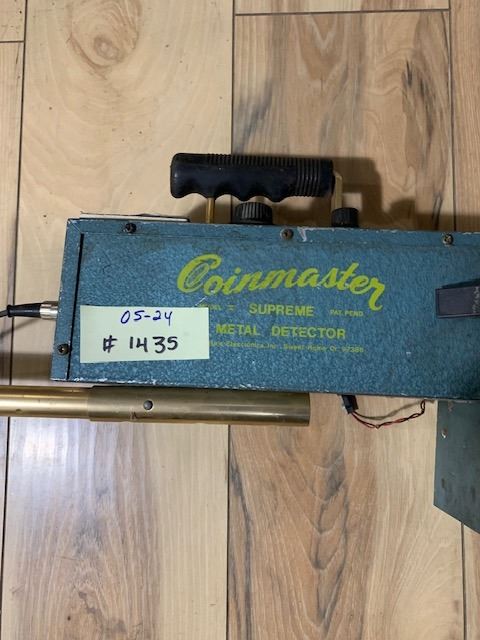 Coinmaster
SUPREME PAT. PEND.
METAL DETECTOR
Electronics, Inc. Sweet Home Or. 97386
05-24
# 1435